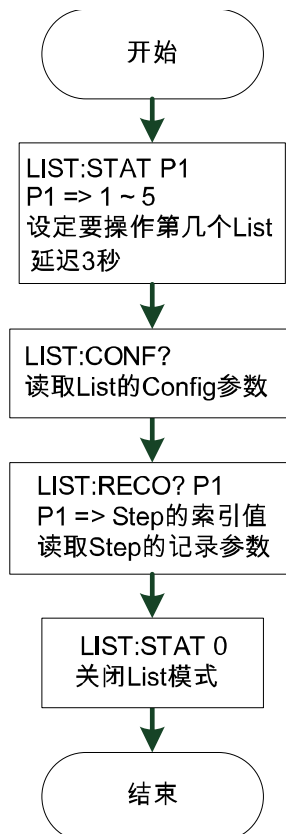 开始
LIST:STAT P1
P1 => 1 ~ 5
设定要操作第几个List
延迟3秒
LIST:CONF?
读取List的Config参数
LIST:RECO? P1
P1 => Step的索引值
读取Step的记录参数
LIST:STAT 0
关闭List模式
结束